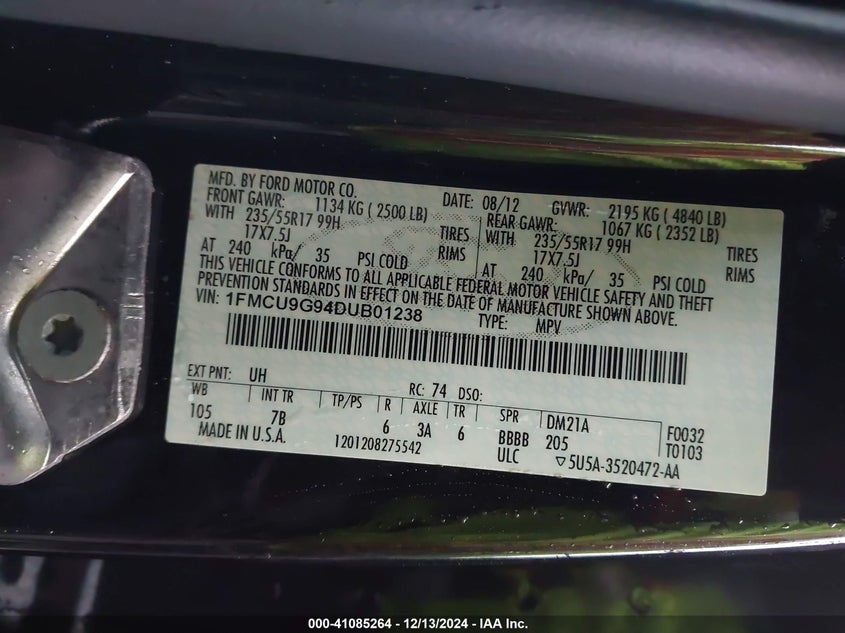 MFD. BY FORD MOTOR CO. DATE: 08/12 GVWR: 2195 KG ( 4840 LB)
FRONT GAWR: 1134 KG ( 2500 LB) REAR GAWR: 1067 KG ( 2352 LB)
WITH 235/55R17 99H TIRES WITH 235/55R17 99H TIRES
17X7.5J RIMS 17X7.5J RIMS
AT 240 kPa/ 35 PSI COLD AT 240 kPa/ 35 PSI COLD
THIS VEHICLE CONFORMS TO ALL APPLICABLE FEDERAL MOTOR VEHICLE SAFETY AND THEFT
PREVENTION STANDARDS IN EFFECT ON THE DATE OF MANUFACTURE SHOWN ABOVE.
VIN: 1FMCU9G94DUB01238 TYPE: MPV
EXT PNT: UH RC: 74 DSO:
WB INT TR TP/PS R AXLE TR SPR DM21A F0032
105 7B 6 3A 6 BBBB 205 T0103
MADE IN U.S.A. 1201208275542 ULC ▽5U5A-3520472-AA
000-41085264 - 12/13/2024 - IAA Inc.